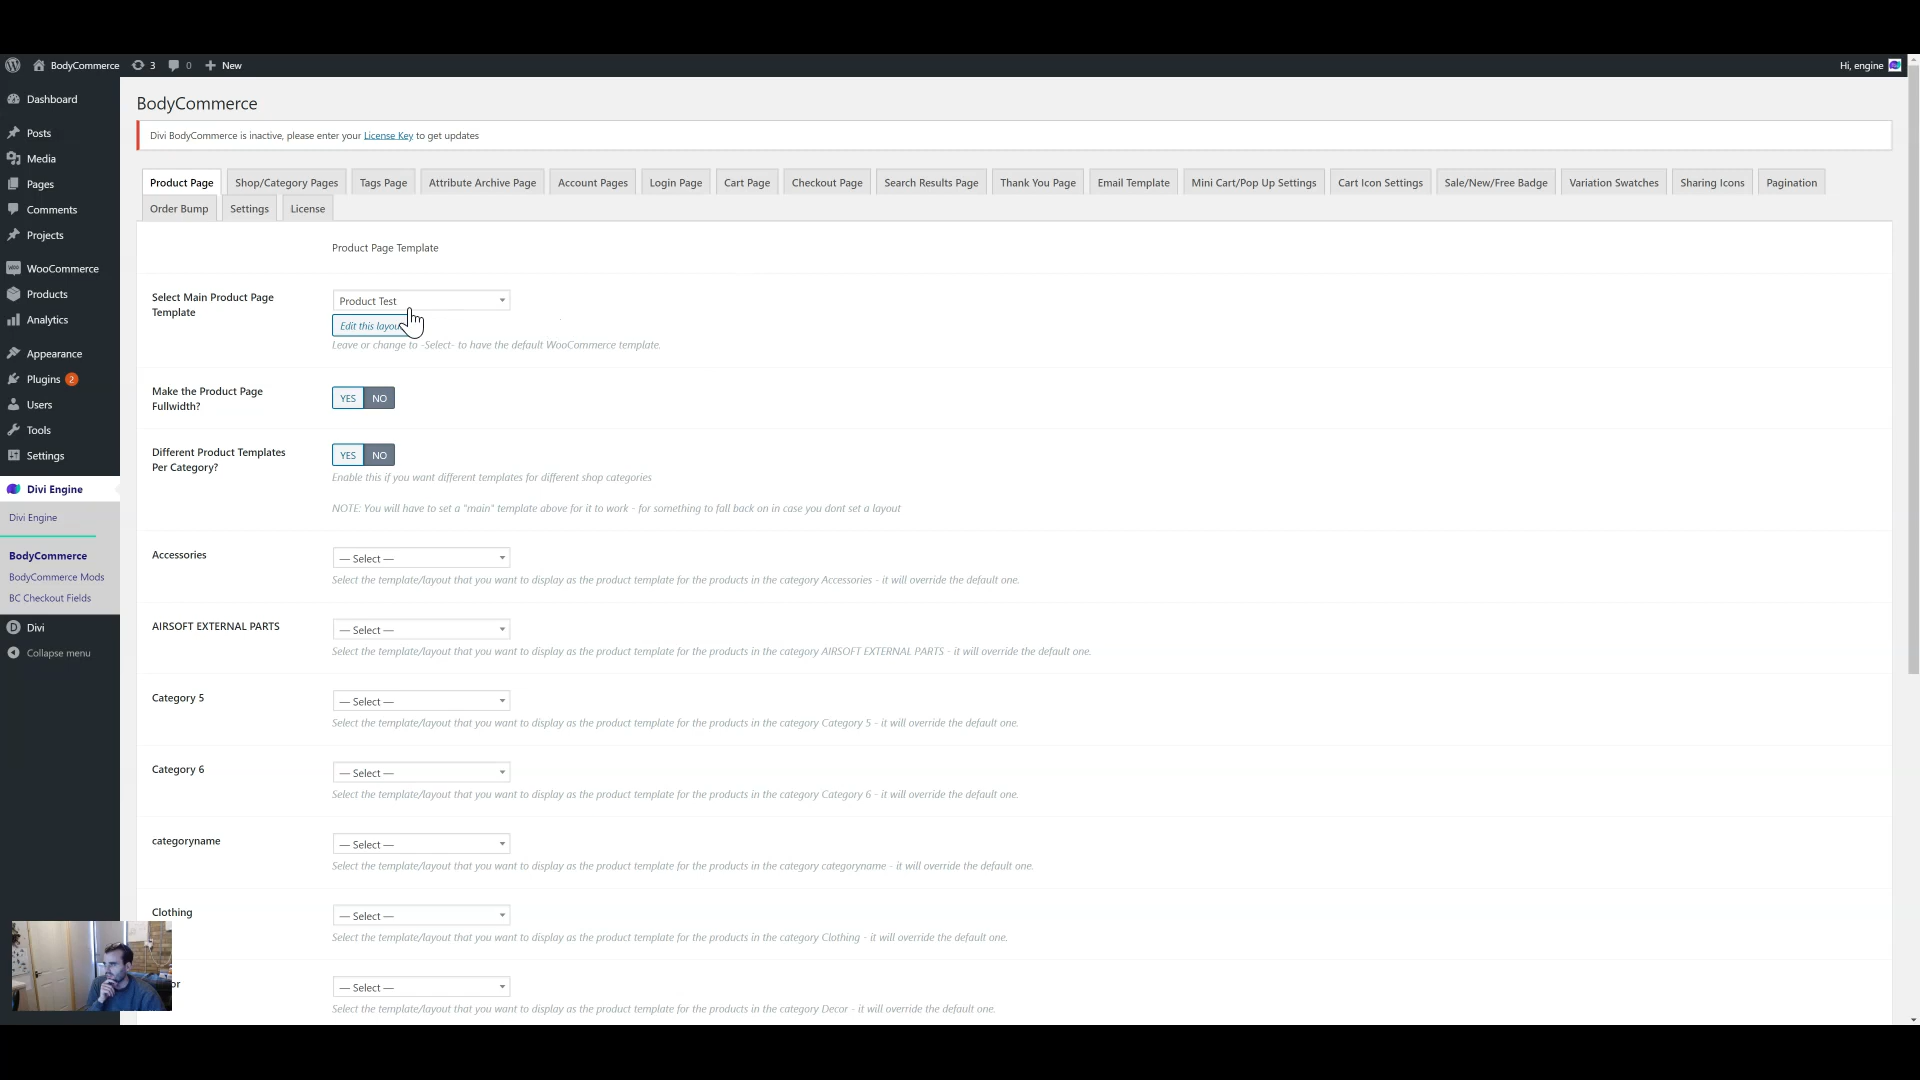 BodyCommerce 3 0 New Hi, engine
Dashboard
Posts
Media
Pages
Comments
Projects
WooCommerce
Products
Analytics
Appearance
Plugins 2
Users
Tools
Settings
Divi Engine
Divi Engine
BodyCommerce
BodyCommerce Mods
BC Checkout Fields
Divi
Collapse menu
BodyCommerce
Divi BodyCommerce is inactive, please enter your License Key to get updates
Product Page Shop/Category Pages Tags Page Attribute Archive Page Account Pages Login Page Cart Page Checkout Page Search Results Page Thank You Page Email Template Mini Cart/Pop Up Settings Cart Icon Settings Sale/New/Free Badge Variation Swatches Sharing Icons Pagination
Order Bump Settings License
Product Page Template
Select Main Product Page
Template
Product Test
Edit this layou
Leave or change to -Select- to have the default WooCommerce template.
Make the Product Page
Fullwidth?
YES NO
Different Product Templates
Per Category?
YES NO
Enable this if you want different templates for different shop categories
NOTE: You will have to set a "main" template above for it to work - for something to fall back on in case you dont set a layout
Accessories
— Select —
Select the template/layout that you want to display as the product template for the products in the category Accessories - it will override the default one.
AIRSOFT EXTERNAL PARTS
— Select —
Select the template/layout that you want to display as the product template for the products in the category AIRSOFT EXTERNAL PARTS - it will override the default one.
Category 5
— Select —
Select the template/layout that you want to display as the product template for the products in the category Category 5 - it will override the default one.
Category 6
— Select —
Select the template/layout that you want to display as the product template for the products in the category Category 6 - it will override the default one.
categoryname
— Select —
Select the template/layout that you want to display as the product template for the products in the category categoryname - it will override the default one.
Clothing
— Select —
Select the template/layout that you want to display as the product template for the products in the category Clothing - it will override the default one.
or
— Select —
Select the template/layout that you want to display as the product template for the products in the category Decor - it will override the default one.